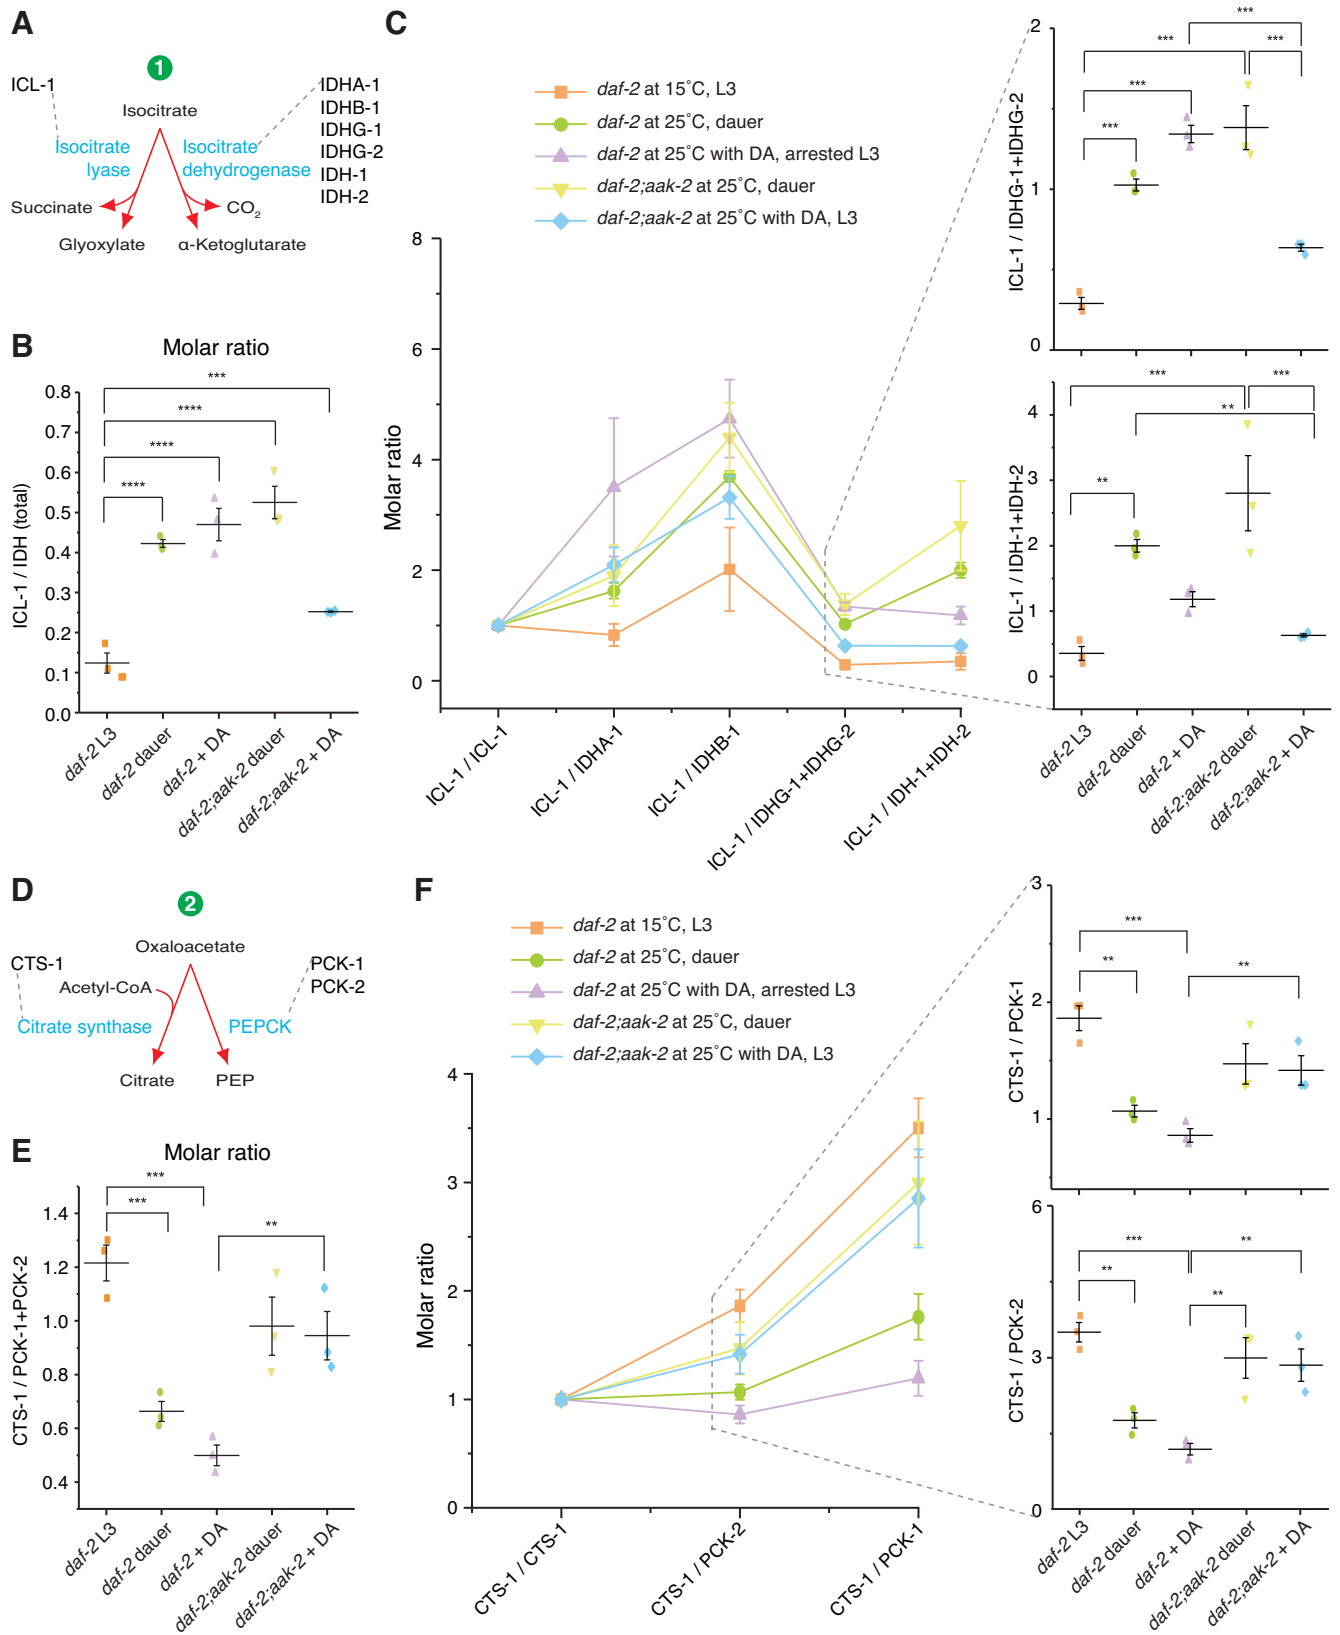 A
1
ICL-1
Isocitrate
IDHA-1
IDHB-1
IDHG-1
IDHG-2
IDH-1
IDH-2
Isocitrate
lyase
Isocitrate
dehydrogenase
Succinate
CO2
Glyoxylate
α-Ketoglutarate
B
Molar ratio
ICL-1 / IDH (total)
0.8
0.7
0.6
0.5
0.4
0.3
0.2
0.1
0.0
***
****
****
****
daf-2 L3
daf-2 dauer
daf-2 + DA
daf-2;aak-2 dauer
daf-2;aak-2 + DA
C
daf-2 at 15˚C, L3
daf-2 at 25˚C, dauer
daf-2 at 25˚C with DA, arrested L3
daf-2;aak-2 at 25˚C, dauer
daf-2;aak-2 at 25˚C with DA, L3
Molar ratio
8
6
4
2
0
ICL-1 / ICL-1
ICL-1 / IDHA-1
ICL-1 / IDHB-1
ICL-1 / IDHG-1+IDHG-2
ICL-1 / IDH-1+IDH-2
ICL-1 / IDHG-1+IDHG-2
2
1
0
***
***
***
***
***
ICL-1 / IDH-1+IDH-2
4
3
2
1
0
***
***
**
**
daf-2 L3
daf-2 dauer
daf-2 + DA
daf-2;aak-2 dauer
daf-2;aak-2 + DA
D
2
Oxaloacetate
CTS-1
Acetyl-CoA
PCK-1
PCK-2
Citrate synthase
PEPCK
Citrate
PEP
E
Molar ratio
CTS-1 / PCK-1+PCK-2
1.4
1.2
1.0
0.8
0.6
0.4
***
***
**
daf-2 L3
daf-2 dauer
daf-2 + DA
daf-2;aak-2 dauer
daf-2;aak-2 + DA
F
daf-2 at 15˚C, L3
daf-2 at 25˚C, dauer
daf-2 at 25˚C with DA, arrested L3
daf-2;aak-2 at 25˚C, dauer
daf-2;aak-2 at 25˚C with DA, L3
Molar ratio
4
3
2
1
0
CTS-1 / CTS-1
CTS-1 / PCK-2
CTS-1 / PCK-1
CTS-1 / PCK-1
3
2
1
***
**
**
CTS-1 / PCK-2
6
3
0
***
**
**
**
daf-2 L3
daf-2 dauer
daf-2 + DA
daf-2;aak-2 dauer
daf-2;aak-2 + DA